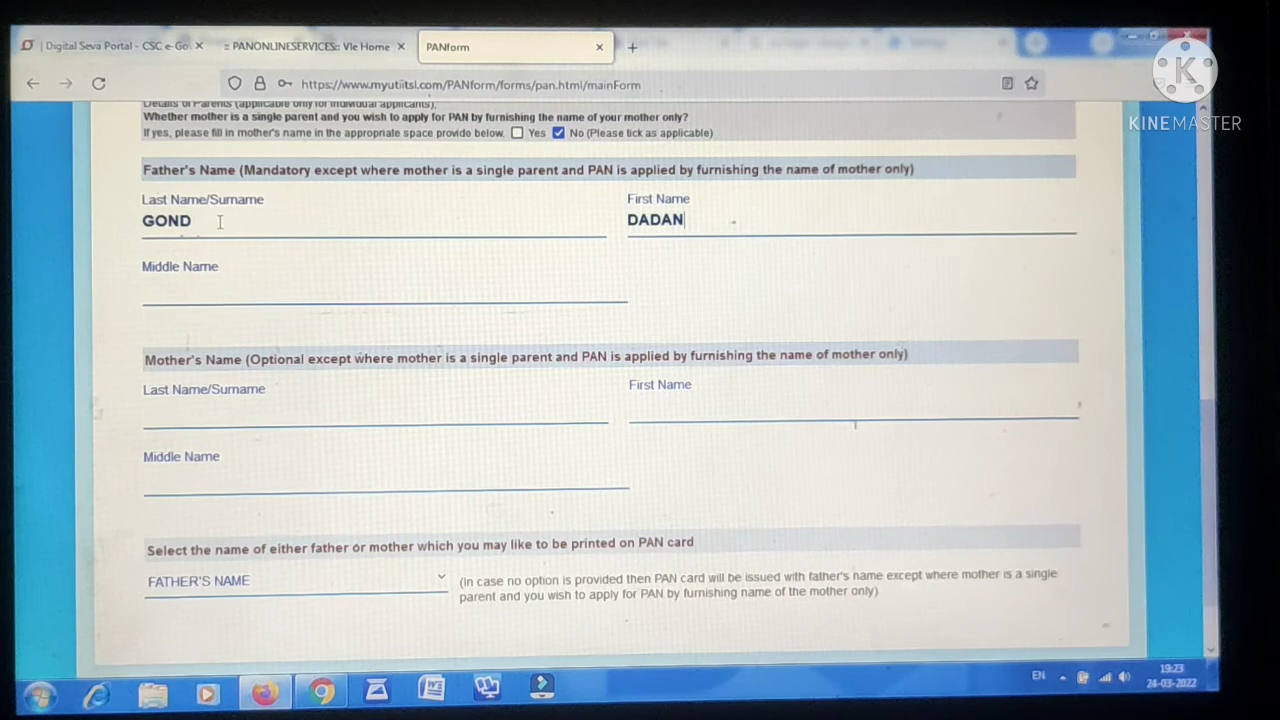 Digital Seva Portal - CSC e-Go
:: PANONLINESERVICES:: Vle Home
PANform
https://www.myutiitsl.com/PANform/forms/pan.html/mainForm
K
KINEMASTER
Details of Parents (applicable only for individual applicants),
Whether mother is a single parent and you wish to apply for PAN by furnishing the name of your mother only?
If yes, please fill in mother's name in the appropriate space provide below. Yes No (Please tick as applicable)
Father's Name (Mandatory except where mother is a single parent and PAN is applied by furnishing the name of mother only)
Last Name/Surname First Name
GOND DADAN
Middle Name
Mother's Name (Optional except where mother is a single parent and PAN is applied by furnishing the name of mother only)
Last Name/Surname First Name
Middle Name
Select the name of either father or mother which you may like to be printed on PAN card
FATHER'S NAME (In case no option is provided then PAN card will be issued with father's name except where mother is a single
parent and you wish to apply for PAN by furnishing name of the mother only)
EN
19:23
24-03-2022